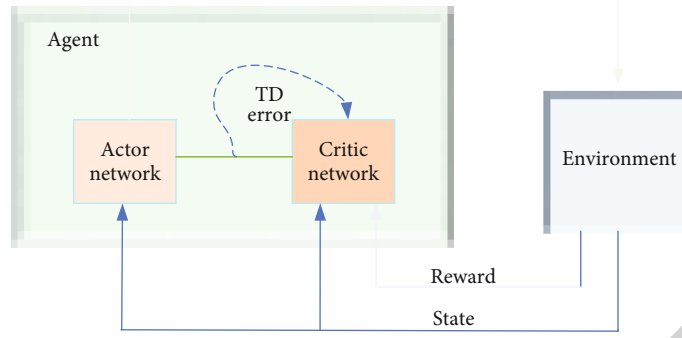 Agent
TD
error
Actor
network
Critic
network
Environment
Reward
State